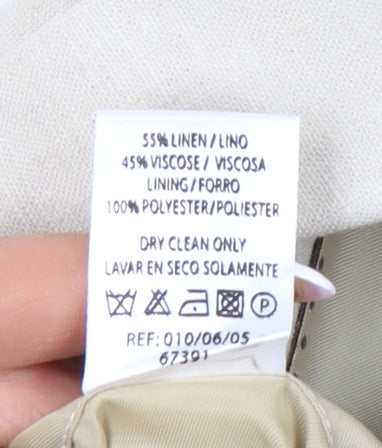 55% LINEN / LINO
45% VISCOSE / VISCOSA
LINING / FORRO
100% POLYESTER/POLIESTER
DRY CLEAN ONLY
LAVAR EN SECO SOLAMENTE
P
REF: 010/06/05
67391